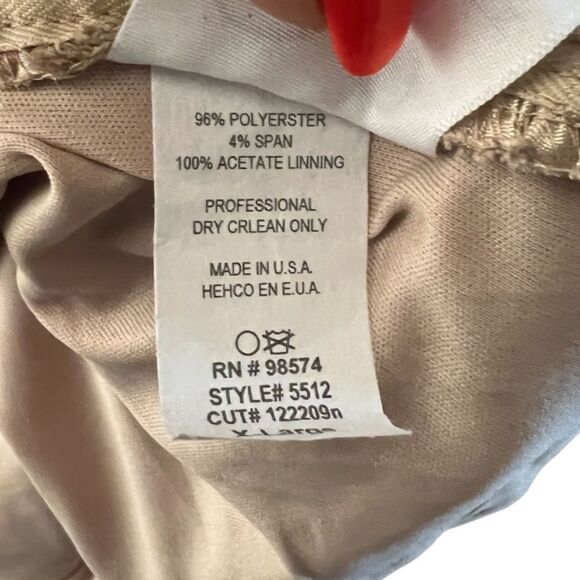 96% POLYERSTER
4% SPAN
100% ACETATE LINNING
PROFESSIONAL
DRY CRLEAN ONLY
MADE IN U.S.A.
HEHCO EN E.U.A.
RN # 98574
STYLE# 5512
CUT# 122209n
X-Large